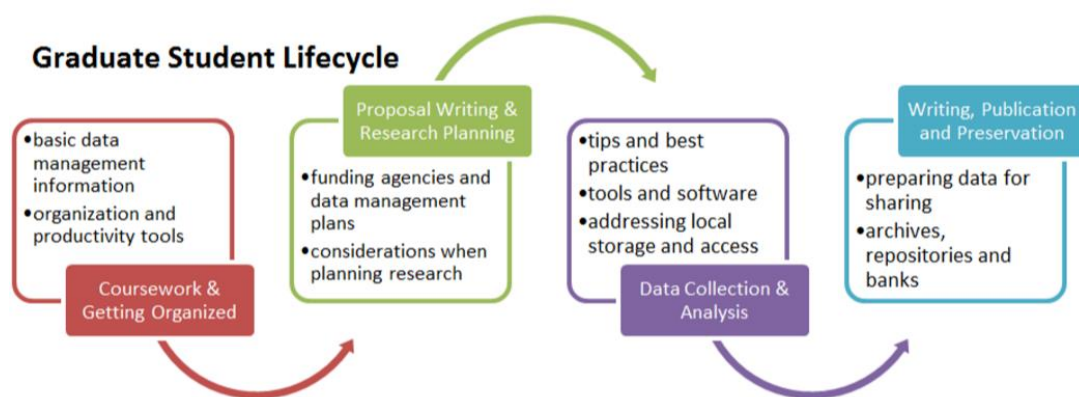 Graduate Student Lifecycle
•basic data
management
information
•organization and
productivity tools
Coursework &
Getting Organized
Proposal Writing &
Research Planning
•funding agencies and
data management
plans
•considerations when
planning research
•tips and best
practices
•tools and software
•addressing local
storage and access
Data Collection &
Analysis
Writing, Publication
and Preservation
•preparing data for
sharing
•archives,
repositories and
banks